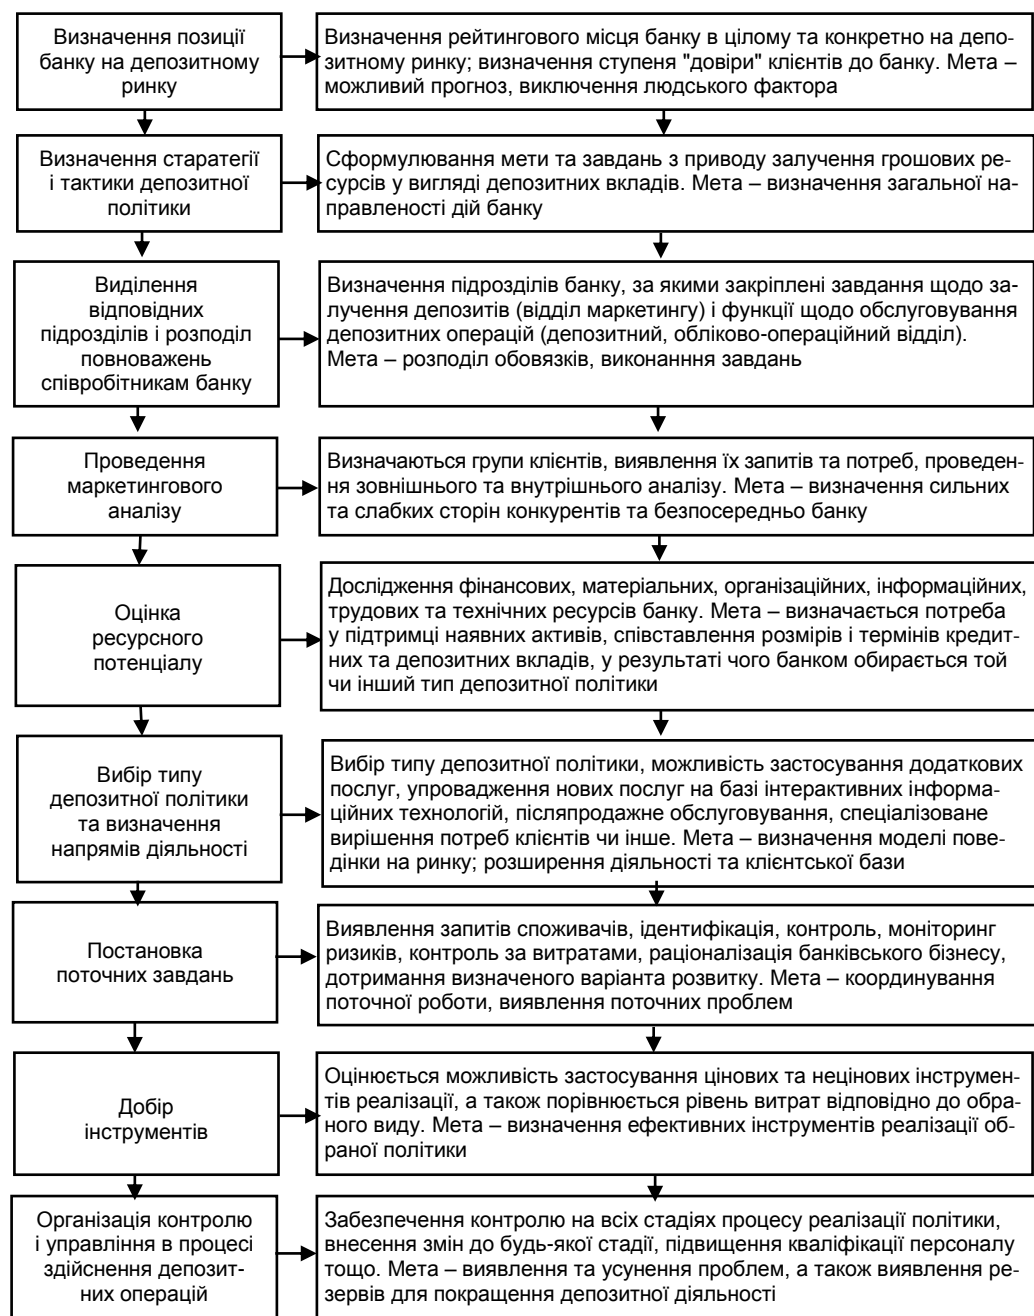 Визначення позиції
банку на депозитному
ринку
Визначення рейтингового місця банку в цілому та конкретно на депо-
зитному ринку; визначення ступеня "довіри" клієнтів до банку. Мета –
можливий прогноз, виключення людського фактора
Визначення старатегії
і тактики депозитної
політики
Сформулювання мети та завдань з приводу залучення грошових ре-
сурсів у вигляді депозитних вкладів. Мета – визначення загальної на-
правленості дій банку
Виділення
відповідних
підрозділів і розподіл
повноважень
співробітникам банку
Визначення підрозділів банку, за якими закріплені завдання щодо за-
лучення депозитів (відділ маркетингу) і функції щодо обслуговування
депозитних операцій (депозитний, обліково-операційний відділ).
Мета – розподіл обовязків, виконанння завдань
Проведення
маркетингового
аналізу
Визначаються групи клієнтів, виявлення їх запитів та потреб, проведен-
ня зовнішнього та внутрішнього аналізу. Мета – визначення сильних
та слабких сторін конкурентів та безпосередньо банку
Оцінка
ресурсного
потенціалу
Дослідження фінансових, матеріальних, організаційних, інформаційних,
трудових та технічних ресурсів банку. Мета – визначається потреба
у підтримці наявних активів, співставлення розмірів і термінів кредит-
них та депозитних вкладів, у результаті чого банком обирається той
чи інший тип депозитної політики
Вибір типу
депозитної політики
та визначення
напрямів діяльності
Вибір типу депозитної політики, можливість застосування додаткових
послуг, упровадження нових послуг на базі інтерактивних інформа-
ційних технологій, післяпродажне обслуговування, спеціалізоване
вирішення потреб клієнтів чи інше. Мета – визначення моделі пове-
дінки на ринку; розширення діяльності та клієнтської бази
Постановка
поточних завдань
Виявлення запитів споживачів, ідентифікація, контроль, моніторинг
ризиків, контроль за витратами, раціоналізація банківського бізнесу,
дотримання визначеного варіанта розвитку. Мета – координування
поточної роботи, виявлення поточних проблем
Добір
інструментів
Оцінюється можливість застосування цінових та нецінових інструмен-
тів реалізації, а також порівнюється рівень витрат відповідно до обра-
ного виду. Мета – визначення ефективних інструментів реалізації об-
раної політики
Організація контролю
і управління в процесі
здійснення депозит-
них операцій
Забезпечення контролю на всіх стадіях процесу реалізації політики,
внесення змін до будь-якої стадії, підвищення кваліфікації персоналу
тощо. Мета – виявлення та усунення проблем, а також виявлення ре-
зервів для покращення депозитної діяльності